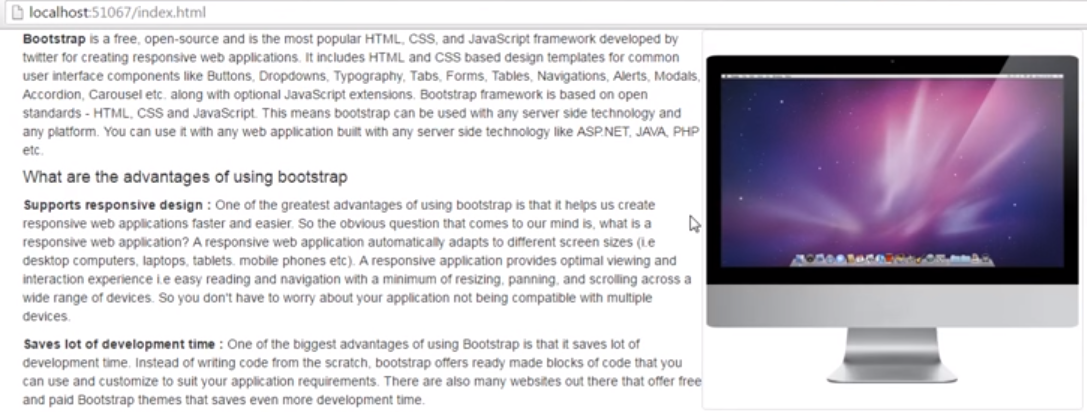 localhost:51067/index.html
Bootstrap is a free, open-source and is the most popular HTML, CSS, and JavaScript framework developed by
twitter for creating responsive web applications. It includes HTML and CSS based design templates for common
user interface components like Buttons, Dropdowns, Typography, Tabs, Forms, Tables, Navigations, Alerts, Modals,
Accordion, Carousel etc. along with optional JavaScript extensions. Bootstrap framework is based on open
standards - HTML, CSS and JavaScript. This means bootstrap can be used with any server side technology and
any platform. You can use it with any web application built with any server side technology like ASP.NET, JAVA, PHP
etc.
What are the advantages of using bootstrap
Supports responsive design : One of the greatest advantages of using bootstrap is that it helps us create
responsive web applications faster and easier. So the obvious question that comes to our mind is, what is a
responsive web application? A responsive web application automatically adapts to different screen sizes (i.e
desktop computers, laptops, tablets. mobile phones etc). A responsive application provides optimal viewing and
interaction experience i.e easy reading and navigation with a minimum of resizing, panning, and scrolling across a
wide range of devices. So you don't have to worry about your application not being compatible with multiple
devices.
Saves lot of development time : One of the biggest advantages of using Bootstrap is that it saves lot of
development time. Instead of writing code from the scratch, bootstrap offers ready made blocks of code that you
can use and customize to suit your application requirements. There are also many websites out there that offer free
and paid Bootstrap themes that saves even more development time.